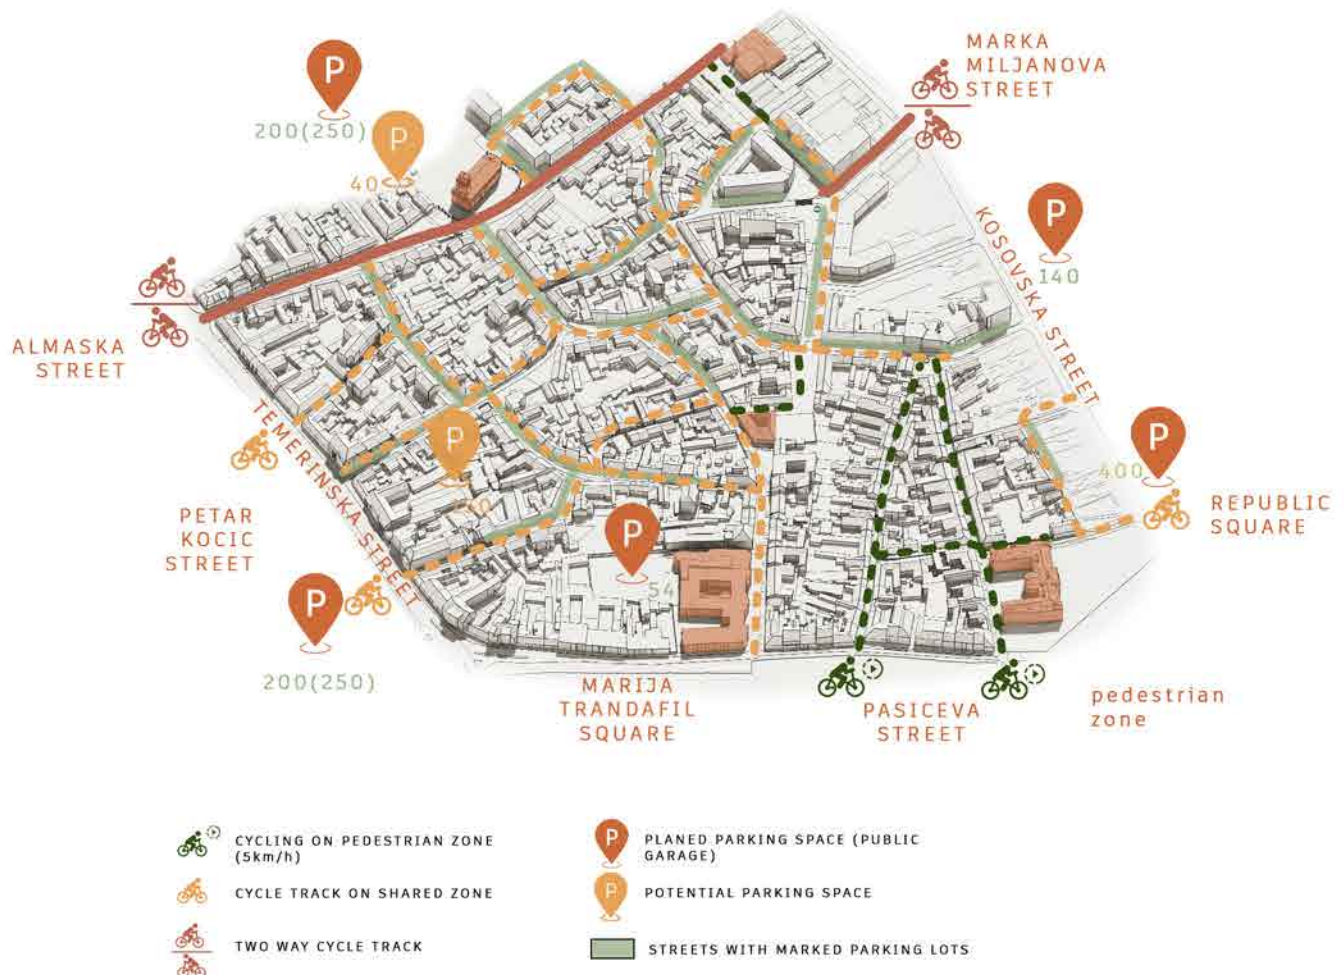 MARKA
MILJANOVA
STREET
P
200(250)
P
40
P
140
KOSOVSKA STREET
ALMASKA
STREET
TEMERINSKA STREET
P
P
400
REPUBLIC
SQUARE
PETAR
KOCIC
STREET
P
54
P
200(250)
MARIJA
TRANDAFIL
SQUARE
PASICEVA
STREET
pedestrian
zone
CYCLING ON PEDESTRIAN ZONE
(5km/h)
P
PLANED PARKING SPACE (PUBLIC
GARAGE)
CYCLE TRACK ON SHARED ZONE
P
POTENTIAL PARKING SPACE
TWO WAY CYCLE TRACK
STREETS WITH MARKED PARKING LOTS